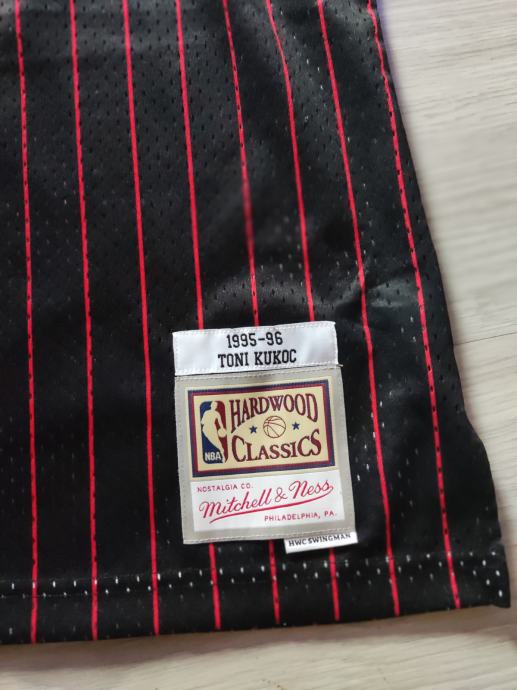 1995-96
TONI KUKOC
HARDWOOD
CLASSICS
NBA
NOSTALGIA CO.
Mitchell & Ness
PHILADELPHIA, PA.
HWC SWINGMAN